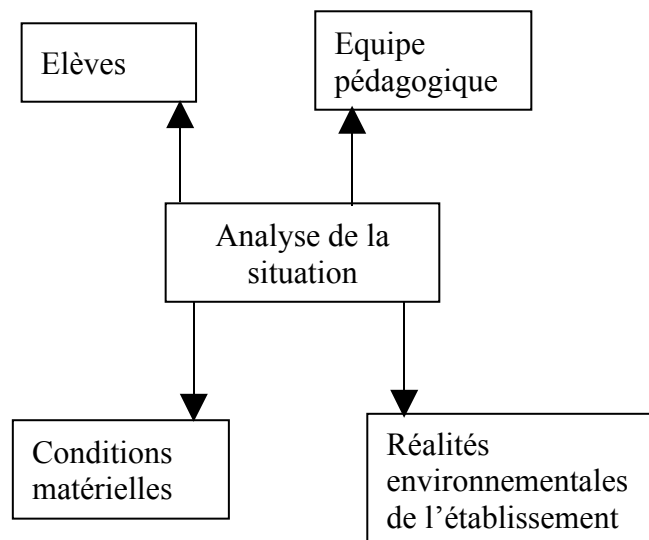 Elèves
Equipe
pédagogique
Analyse de la
situation
Conditions
matérielles
Réalités
environnementales
de l’établissement